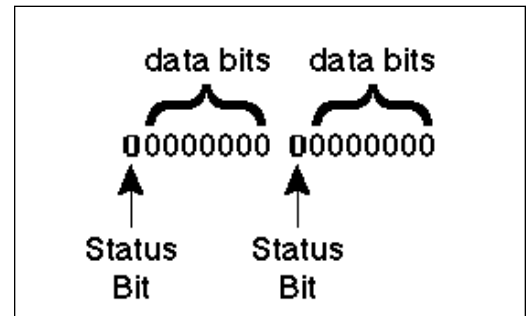 data bits data bits
00000000 00000000
Status Status
Bit Bit